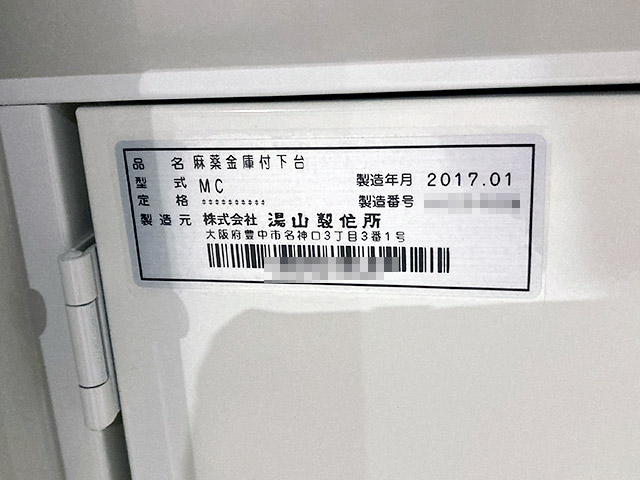 品 名 麻薬金庫付下台
型 式 MC 製造年月 2017.01
定 格 ********** 製造番号
製造元 株式会社 湯山製作所
大阪府豊中市名神口3丁目3番1号